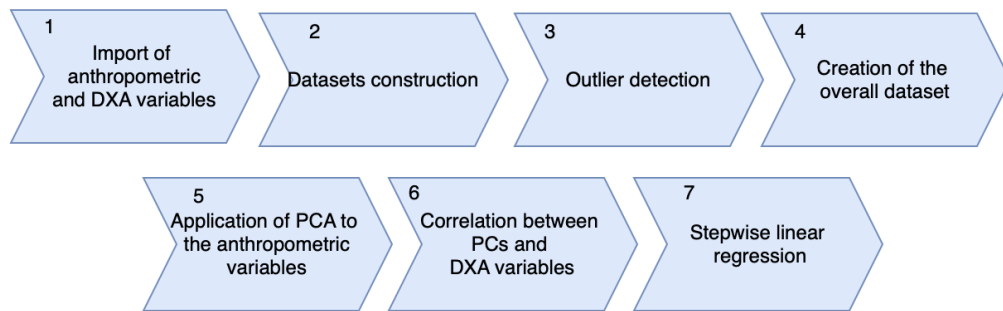 1
Import of
anthropometric
and DXA variables
2
Datasets construction
3
Outlier detection
4
Creation of the
overall dataset
5
Application of PCA to
the anthropometric
variables
6
Correlation between
PCs and
DXA variables
7
Stepwise linear
regression